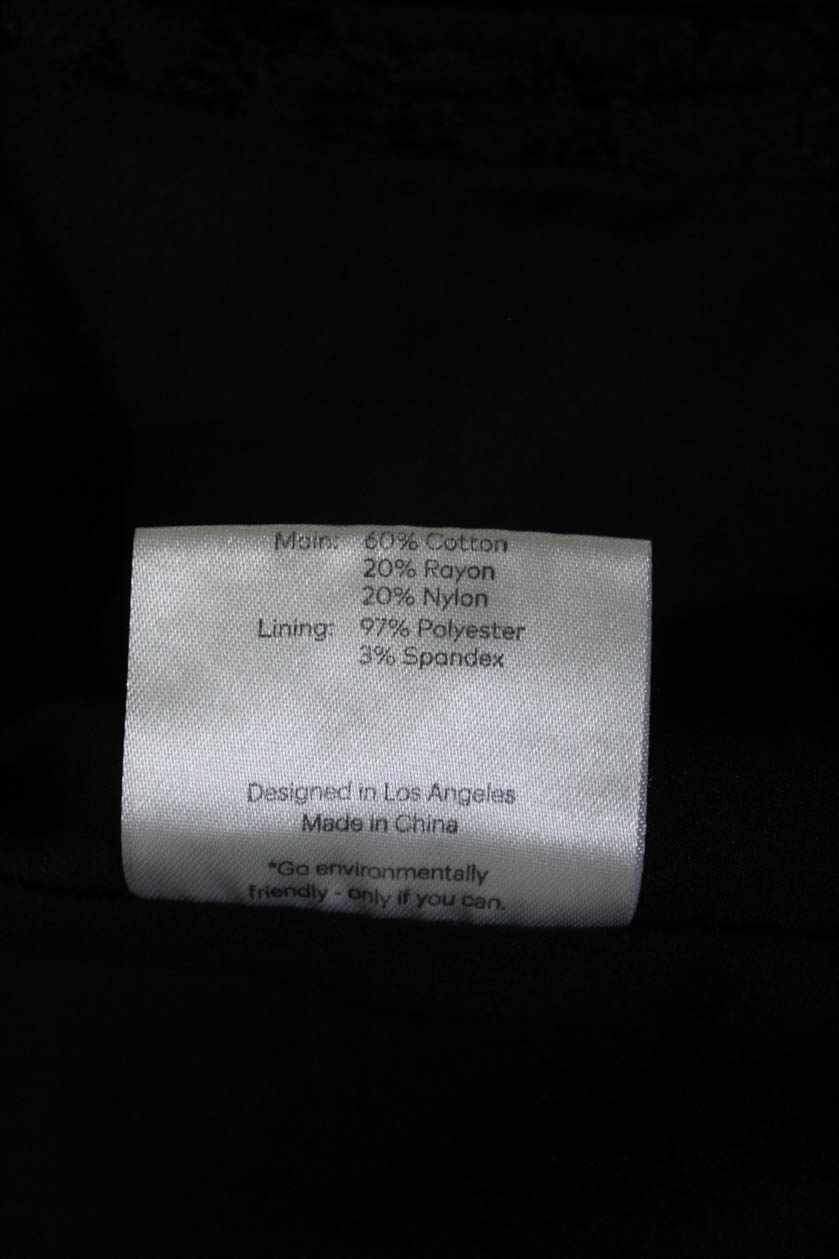 Main: 60% Cotton
20% Rayon
20% Nylon
Lining: 97% Polyester
3% Spandex
Designed in Los Angeles
Made in China
*Go environmentally
friendly - only if you can.